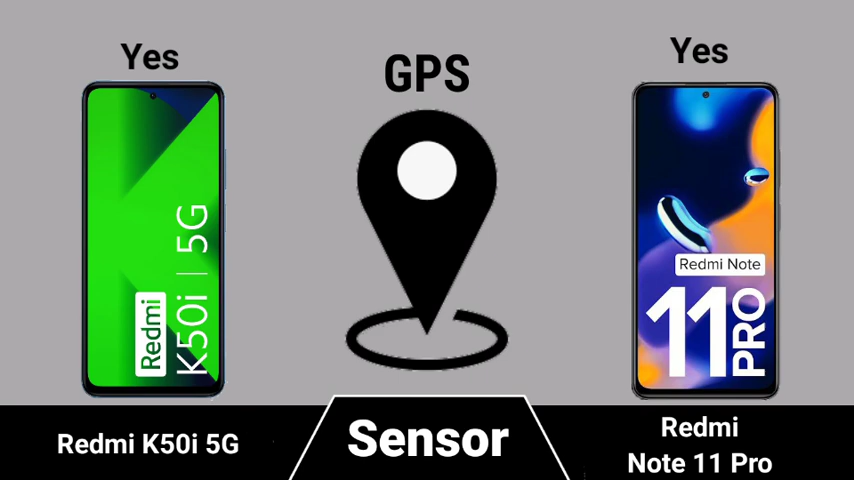 Yes
GPS
Yes
Redmi
K50i | 5G
Redmi Note
11 PRO
Redmi K50i 5G
Sensor
Redmi
Note 11 Pro